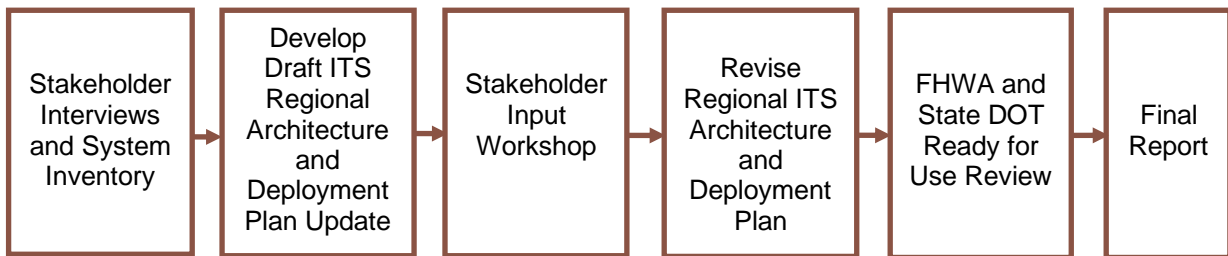 Stakeholder
Interviews
and System
Inventory
Develop
Draft ITS
Regional
Architecture
and
Deployment
Plan Update
Stakeholder
Input
Workshop
Revise
Regional ITS
Architecture
and
Deployment
Plan
FHWA and
State DOT
Ready for
Use Review
Final
Report